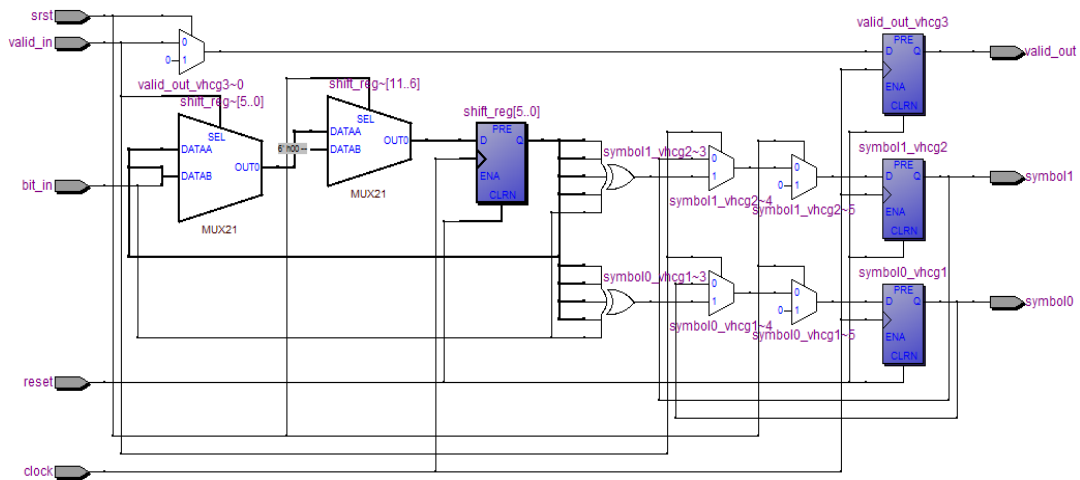 srst
valid_in
0
0
1
valid_out_vhcg3~0
shift_reg~[5..0]
SEL
DATAA
DATAB
OUT0
MUX21
shift_reg~[11..6]
SEL
DATAA
DATAB
OUT0
6' h00 --
MUX21
shift_reg[5..0]
PRE
D
Q
ENA
CLRN
symbol1_vhcg2~3
0
1
symbol1_vhcg2~4
0
0
1
symbol1_vhcg2~5
valid_out_vhcg3
PRE
D
Q
ENA
CLRN
valid_out
symbol1_vhcg2
PRE
D
Q
ENA
CLRN
symbol1
bit_in
symbol0_vhcg1~3
0
1
symbol0_vhcg1~4
0
0
1
symbol0_vhcg1~5
symbol0_vhcg1
PRE
D
Q
ENA
CLRN
symbol0
reset
clock